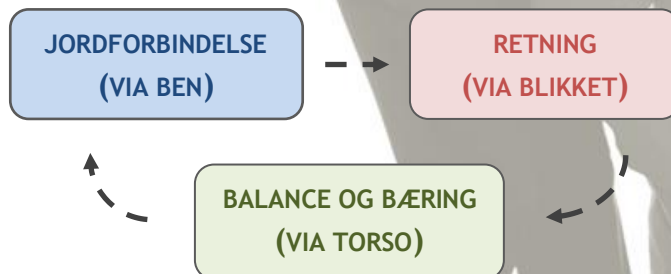 JORDFORBINDELSE
(VIA BEN)
RETNING
(VIA BLIKKET)
BALANCE OG BÆRING
(VIA TORSO)